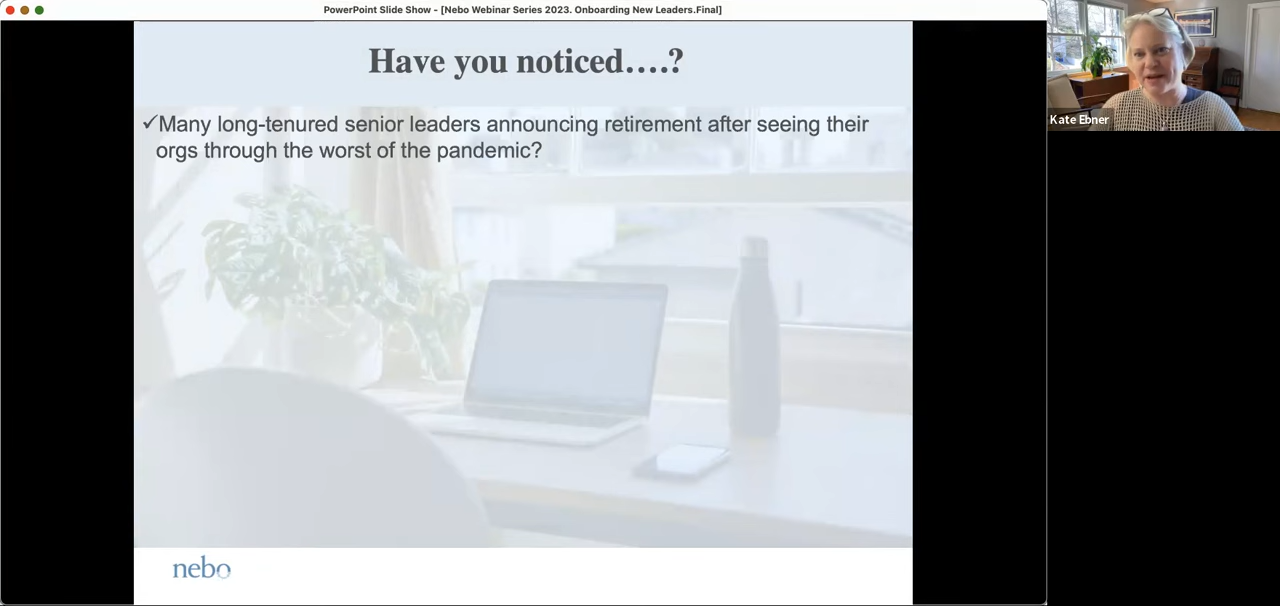 PowerPoint Slide Show - [Nebo Webinar Series 2023. Onboarding New Leaders.Final]
Have you noticed….?
✓Many long-tenured senior leaders announcing retirement after seeing their
orgs through the worst of the pandemic?
Kate Ebner
nebo